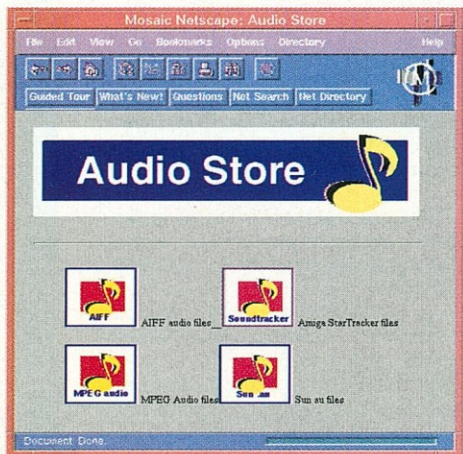 Mosaic Netscape: Audio Store
File Edit View Go Bookmarks Options Directory Help
Guided Tour What's New! Questions Net Search Net Directory
Audio Store
AIFF AIFF audio files_ Soundtracker Amiga StarTracker files
MPEG audio MPEG Audio files Sun .au Sun au files
Document: Done.